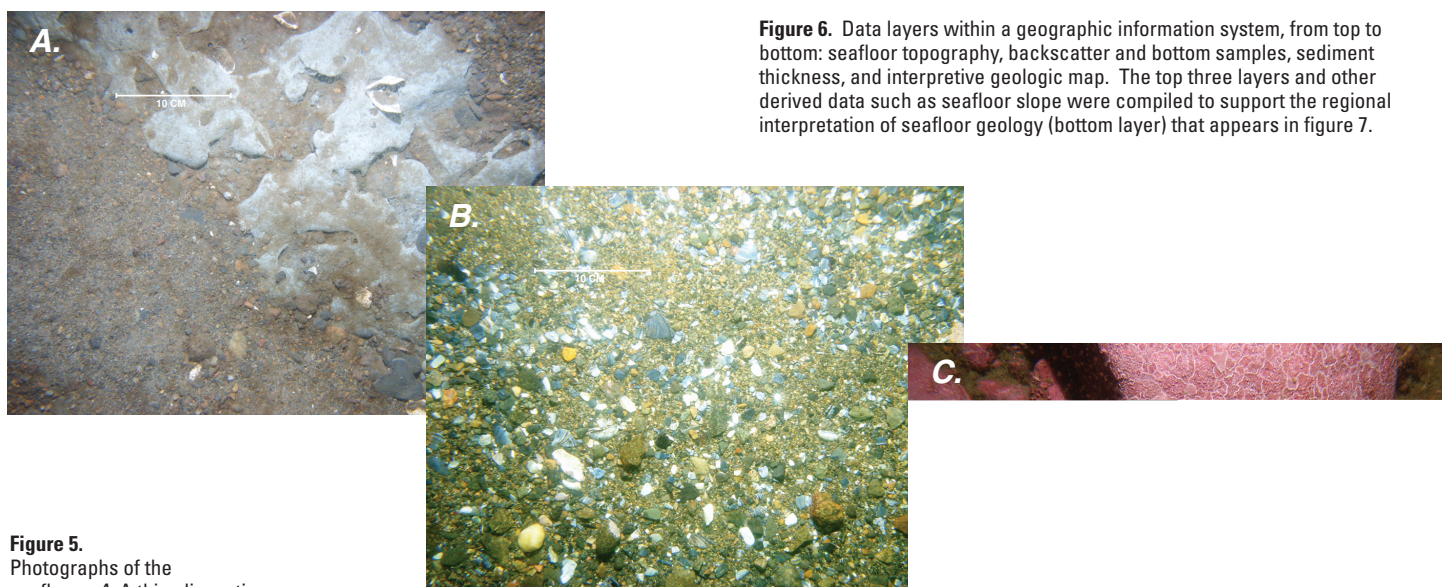 A.
10 CM
Figure 6. Data layers within a geographic information system, from top to
bottom: seafloor topography, backscatter and bottom samples, sediment
thickness, and interpretive geologic map. The top three layers and other
derived data such as seafloor slope were compiled to support the regional
interpretation of seafloor geology (bottom layer) that appears in figure 7.
B.
10 CM
C.
Figure 5.
Photographs of the